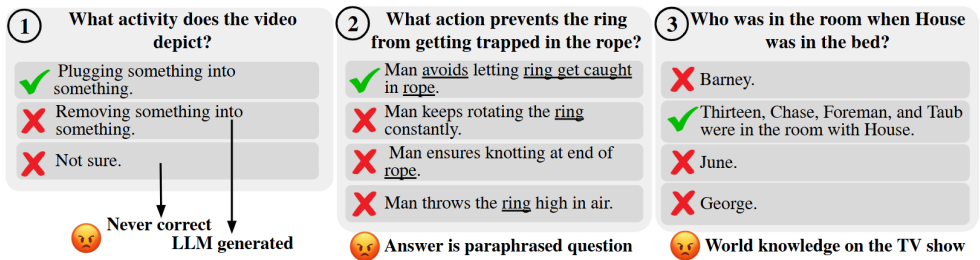 1 What activity does the video
depict?
Plugging something into
something.
Removing something into
something.
Not sure.
Never correct
LLM generated
2 What action prevents the ring
from getting trapped in the rope?
Man avoids letting ring get caught
in rope.
Man keeps rotating the ring
constantly.
Man ensures knotting at end of
rope.
Man throws the ring high in air.
Answer is paraphrased question
3 Who was in the room when House
was in the bed?
Barney.
Thirteen, Chase, Foreman, and Taub
were in the room with House.
June.
George.
World knowledge on the TV show